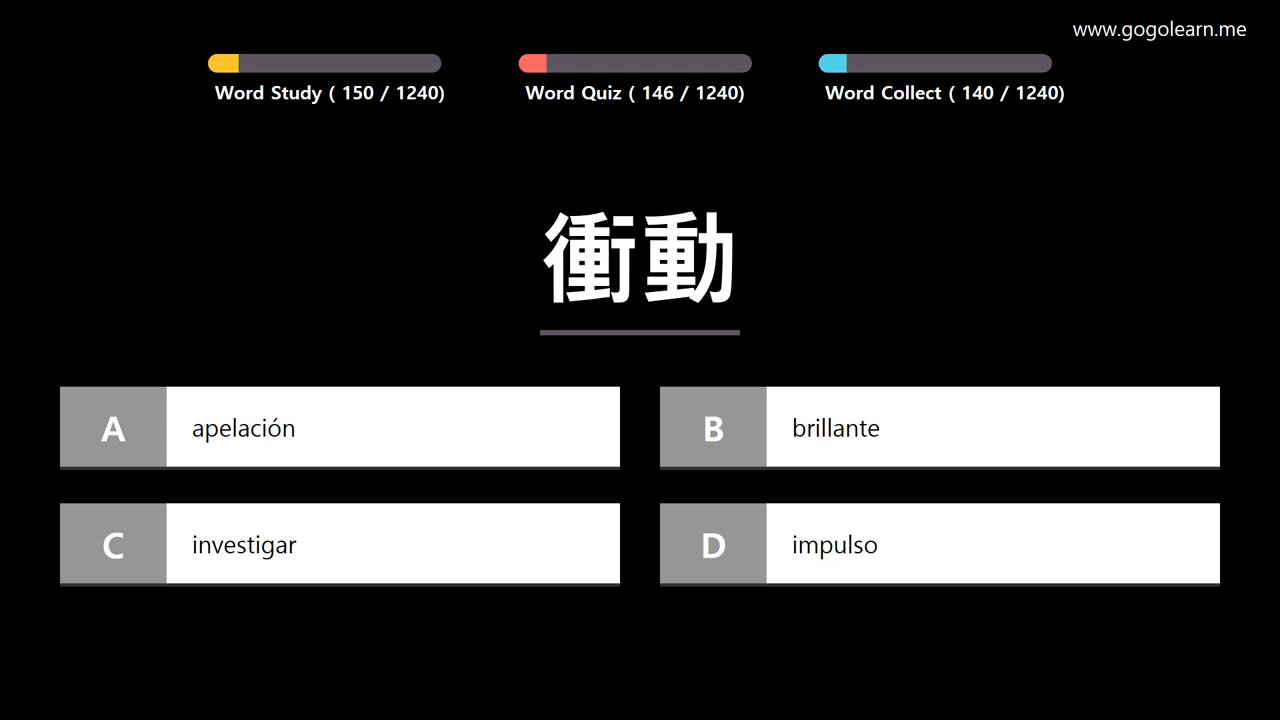 www.gogolearn.me
Word Study ( 150 / 1240)
Word Quiz ( 146 / 1240)
Word Collect ( 140 / 1240)
衝動
A apelación
B brillante
C investigar
D impulso